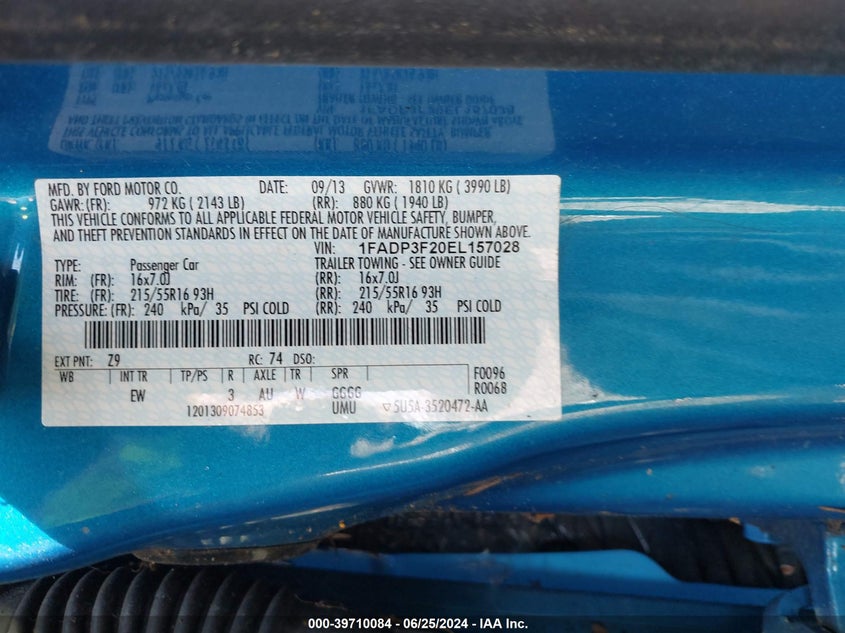 MFD. BY FORD MOTOR CO. DATE: 09/13 GVWR: 1810 KG ( 3990 LB)
GAWR: (FR): 972 KG ( 2143 LB) (RR): 880 KG ( 1940 LB)
THIS VEHICLE CONFORMS TO ALL APPLICABLE FEDERAL MOTOR VEHICLE SAFETY, BUMPER,
AND THEFT PREVENTION STANDARDS IN EFFECT ON THE DATE OF MANUFACTURE SHOWN ABOVE.
VIN: 1FADP3F20EL157028
TYPE: Passenger Car TRAILER TOWING - SEE OWNER GUIDE
RIM: (FR): 16x7.0J (RR): 16x7.0J
TIRE: (FR): 215/55R16 93H (RR): 215/55R16 93H
PRESSURE: (FR): 240 kPa/ 35 PSI COLD (RR): 240 kPa/ 35 PSI COLD
EXT PNT: Z9 RC: 74 DSO:
WB INT TR TP/PS R AXLE TR SPR F0096
EW 3 AU W GGGG R0068
1201309074853 UMU ▽5U5A-3520472-AA
000-39710084 - 06/25/2024 - IAA Inc.